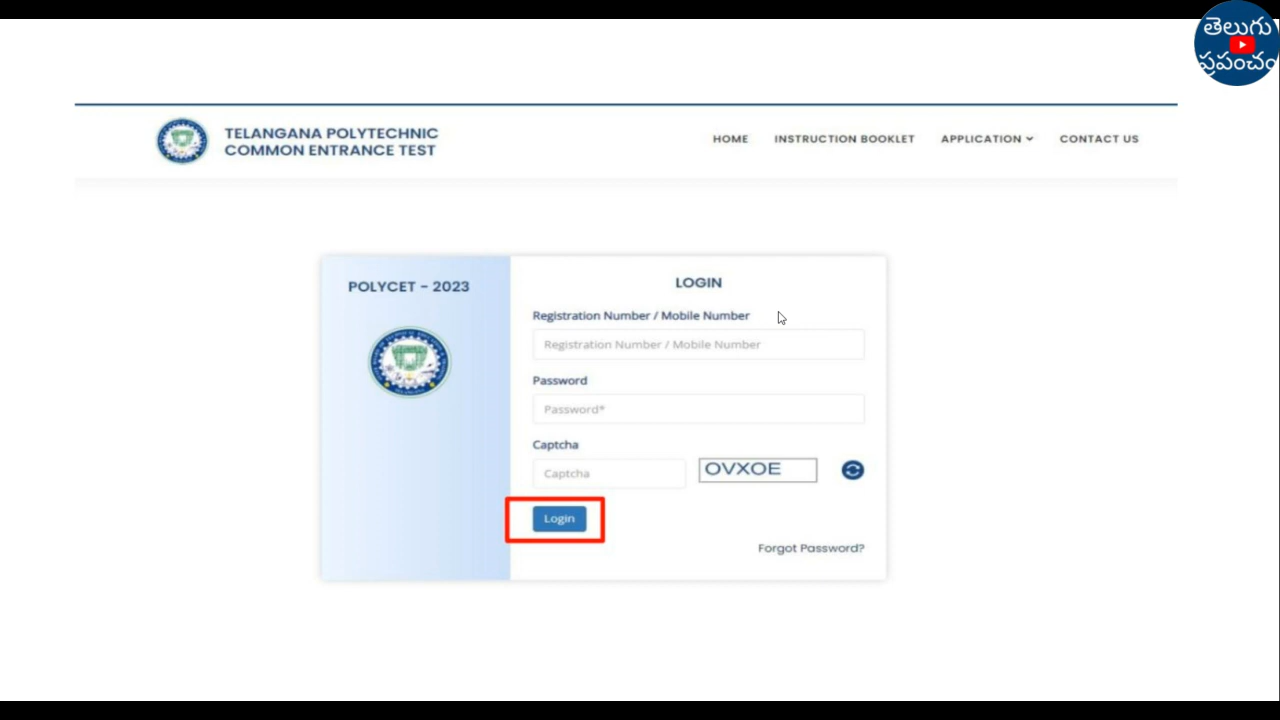 తెలుగు
ప్రపంచం
TELANGANA POLYTECHNIC
COMMON ENTRANCE TEST
HOME
INSTRUCTION BOOKLET
APPLICATION
CONTACT US
POLYCET - 2023
LOGIN
Registration Number / Mobile Number
Registration Number / Mobile Number
Password
Password*
Captcha
Captcha
OVXOE
Login
Forgot Password?